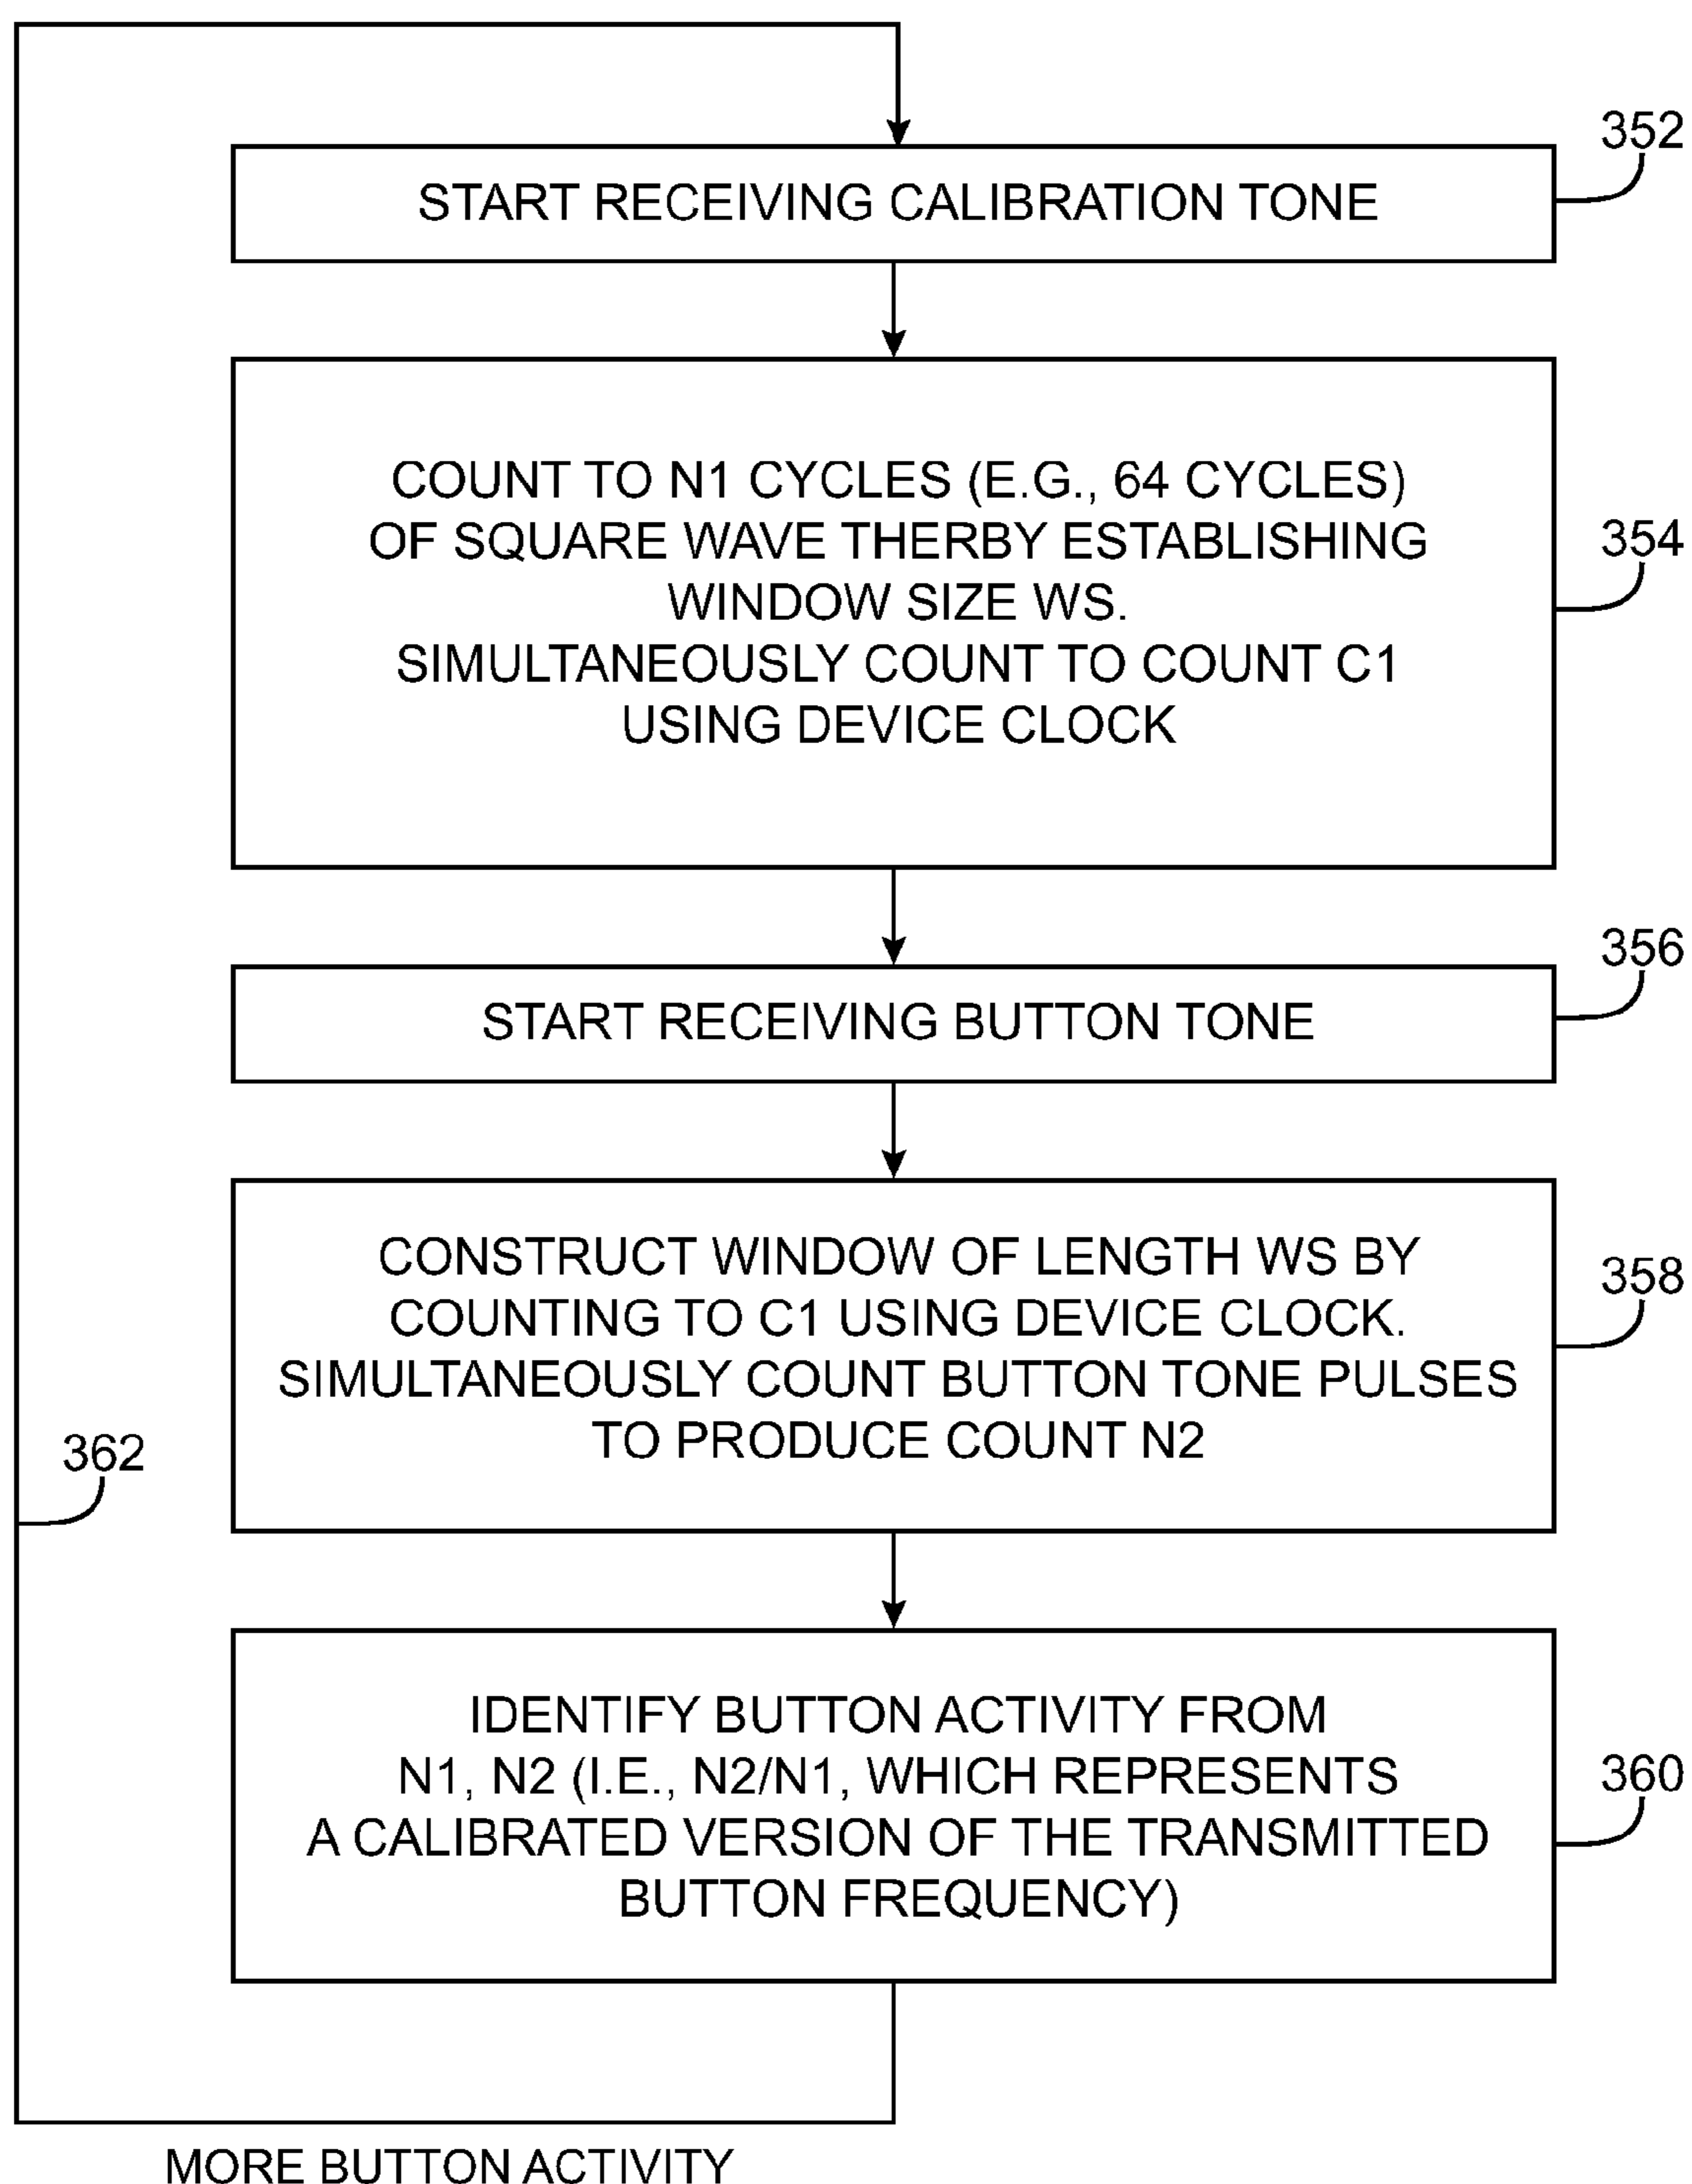 352
START RECEIVING CALIBRATION TONE
COUNT TO N1 CYCLES (E.G., 64 CYCLES)
OF SQUARE WAVE THERBY ESTABLISHING
WINDOW SIZE WS.
SIMULTANEOUSLY COUNT TO COUNT C1
USING DEVICE CLOCK
354
356
START RECEIVING BUTTON TONE
CONSTRUCT WINDOW OF LENGTH WS BY
COUNTING TO C1 USING DEVICE CLOCK.
SIMULTANEOUSLY COUNT BUTTON TONE PULSES
TO PRODUCE COUNT N2
358
362
IDENTIFY BUTTON ACTIVITY FROM
N1, N2 (I.E., N2/N1, WHICH REPRESENTS
A CALIBRATED VERSION OF THE TRANSMITTED
BUTTON FREQUENCY)
360
MORE BUTTON ACTIVITY